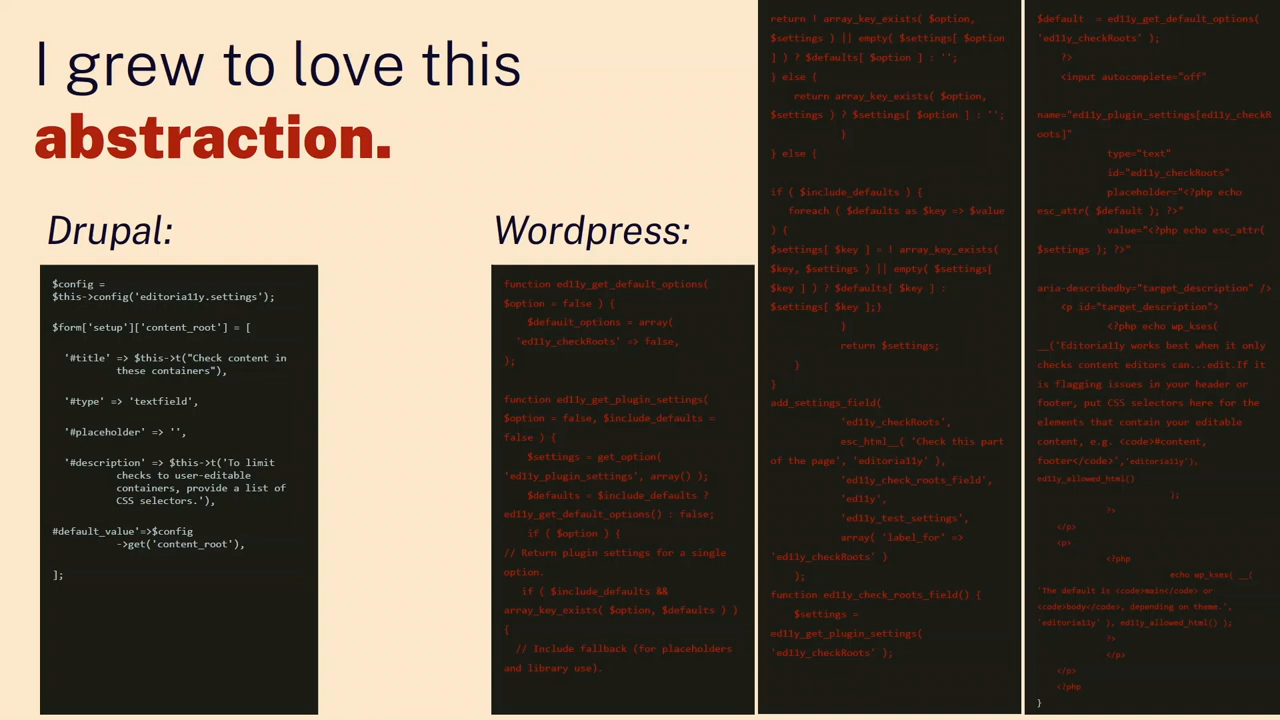 I grew to love this
abstraction.
Drupal:
$config =
$this->config('editoria11y.settings');
$form['setup']['content_root'] = [
'#title' => $this->t("Check content in
these containers"),
'#type' => 'textfield',
'#placeholder' => '',
'#description' => $this->t('To limit
checks to user-editable
containers, provide a list of
CSS selectors.'),
#default_value'=>$config
->get('content_root'),
];
Wordpress:
function ed11y_get_default_options(
$option = false ) {
$default_options = array(
'ed11y_checkRoots' => false,
);
function ed11y_get_plugin_settings(
$option = false, $include_defaults =
false ) {
$settings = get_option(
'ed11y_plugin_settings', array() );
$defaults = $include_defaults ?
ed11y_get_default_options() : false;
if ( $option ) {
// Return plugin settings for a single
option.
if ( $include_defaults &&
array_key_exists( $option, $defaults ) )
{
// Include fallback (for placeholders
and library use).
return ! array_key_exists( $option,
$settings ) || empty( $settings[ $option
] ) ? $defaults[ $option ] : '';
} else {
return array_key_exists( $option,
$settings ) ? $settings[ $option ] : '';
}
} else {
if ( $include_defaults ) {
foreach ( $defaults as $key => $value
) {
$settings[ $key ] = ! array_key_exists(
$key, $settings ) || empty( $settings[
$key ] ) ? $defaults[ $key ] :
$settings[ $key ];}
}
return $settings;
}
}
add_settings_field(
'ed11y_checkRoots',
esc_html__( 'Check this part
of the page', 'editoria11y' ),
'ed11y_check_roots_field',
'ed11y',
'ed11y_test_settings',
array( 'label_for' =>
'ed11y_checkRoots' )
);
function ed11y_check_roots_field() {
$settings =
ed11y_get_plugin_settings(
'ed11y_checkRoots' );
$default = ed11y_get_default_options(
'ed11y_checkRoots' );
?>
<input autocomplete="off"
name="ed11y_plugin_settings[ed11y_checkR
oots]"
type="text"
id="ed11y_checkRoots"
placeholder="<?php echo
esc_attr( $default ); ?>"
value="<?php echo esc_attr(
$settings ); ?>"
aria-describedby="target_description" />
<p id="target_description">
<?php echo wp_kses(
__('Editoria11y works best when it only
checks content editors can...edit.If it
is flagging issues in your header or
footer, put CSS selectors here for the
elements that contain your editable
content, e.g. <code>#content,
footer</code>','editoria11y'),
ed11y_allowed_html()
);
?>
</p>
<p>
<?php
echo wp_kses( __(
'The default is <code>main</code> or
<code>body</code>, depending on theme.',
'editoria11y' ), ed11y_allowed_html() );
?>
</p>
</p>
</php
}